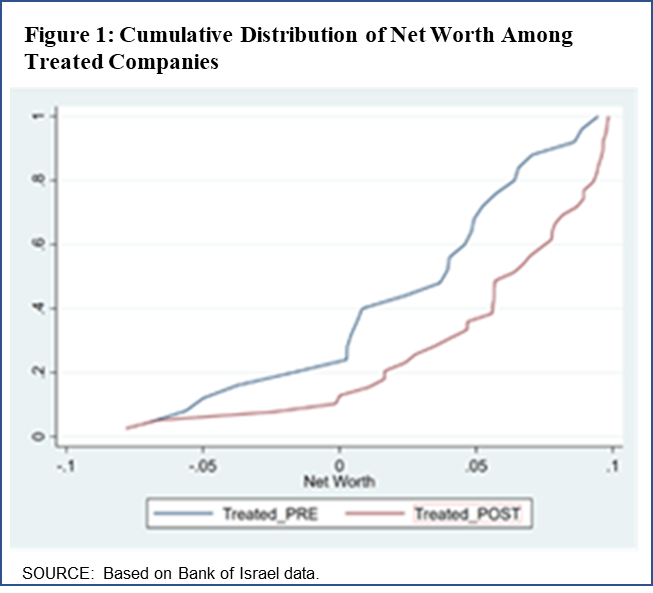 Figure 1: Cumulative Distribution of Net Worth Among
Treated Companies
1
.8
.6
.4
.2
0
-.1
-.05
0
.05
.1
Net Worth
Treated_PRE
Treated_POST
SOURCE: Based on Bank of Israel data.